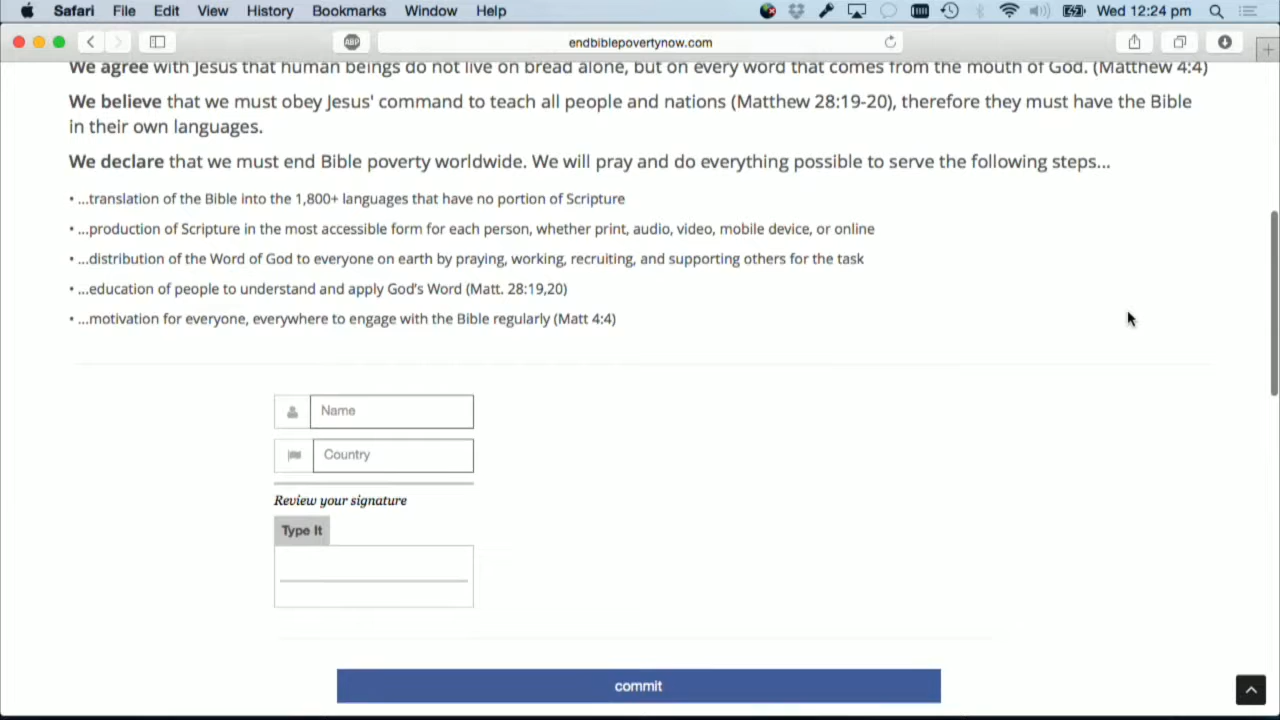 Safari File Edit View History Bookmarks Window Help Wed 12:24 pm
ABP endbiblepovertynow.com
We agree with Jesus that human beings do not live on bread alone, but on every word that comes from the mouth of God. (Matthew 4:4)
We believe that we must obey Jesus' command to teach all people and nations (Matthew 28:19-20), therefore they must have the Bible
in their own languages.
We declare that we must end Bible poverty worldwide. We will pray and do everything possible to serve the following steps...
• ...translation of the Bible into the 1,800+ languages that have no portion of Scripture
• ...production of Scripture in the most accessible form for each person, whether print, audio, video, mobile device, or online
• ...distribution of the Word of God to everyone on earth by praying, working, recruiting, and supporting others for the task
• ...education of people to understand and apply God's Word (Matt. 28:19,20)
• ...motivation for everyone, everywhere to engage with the Bible regularly (Matt 4:4)
Name
Country
Review your signature
Type It
commit